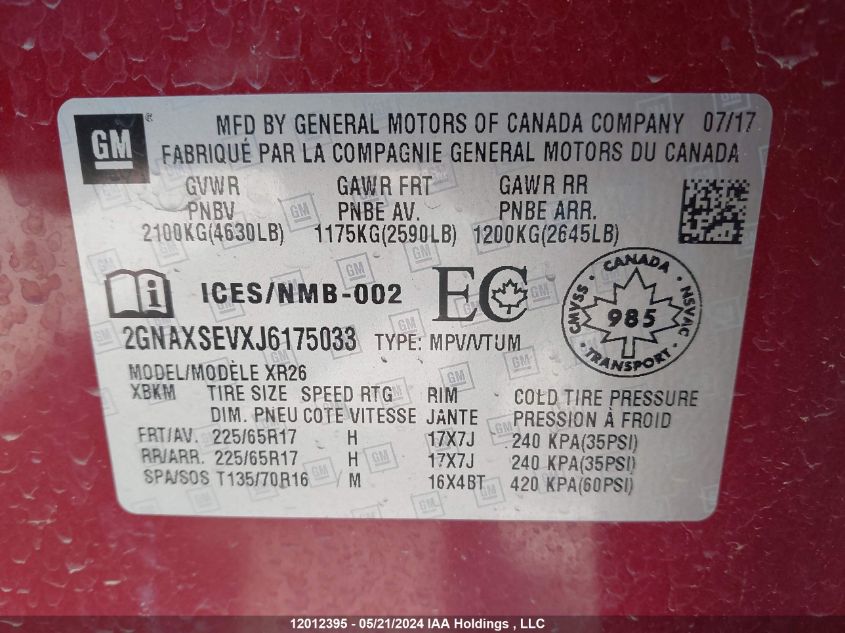 GM
MFD BY GENERAL MOTORS OF CANADA COMPANY 07/17
FABRIQUÉ PAR LA COMPAGNIE GENERAL MOTORS DU CANADA
GVWR GAWR FRT GAWR RR
PNBV PNBE AV. PNBE ARR.
2100KG(4630LB) 1175KG(2590LB) 1200KG(2645LB)
i ICES/NMB-002 EC
CANADA
CMVSS 985 NSVAC
TRANSPORT
2GNAXSEVXJ6175033 TYPE: MPV/VTUM
MODEL/MODÈLE XR26
XBKM TIRE SIZE SPEED RTG RIM COLD TIRE PRESSURE
DIM. PNEU COTE VITESSE JANTE PRESSION À FROID
FRT/AV. 225/65R17 H 17X7J 240 KPA(35PSI)
RR/ARR. 225/65R17 H 17X7J 240 KPA(35PSI)
SPA/SOS T135/70R16 M 16X4BT 420 KPA(60PSI)
12012395 - 05/21/2024 IAA Holdings , LLC